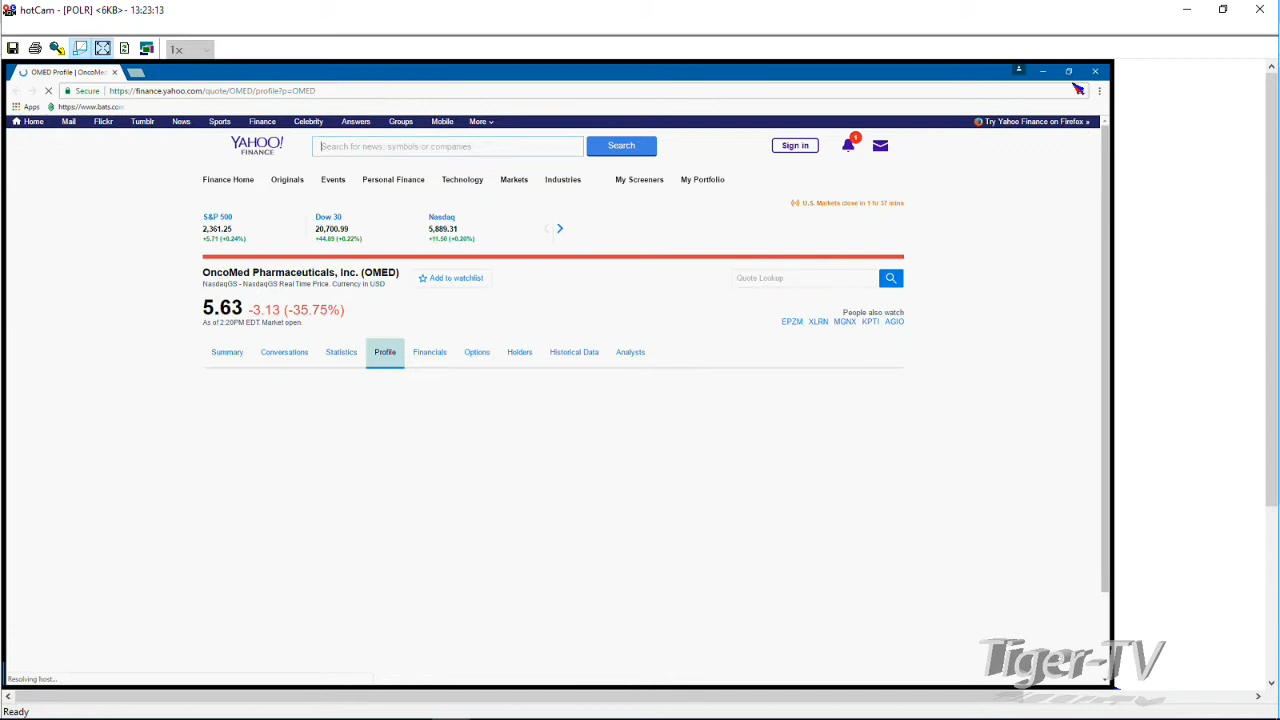 hotCam - [POLR] <6KB> - 13:23:13
1x
OMED Profile | OncoMe
Secure https://finance.yahoo.com/quote/OMED/profile?p=OMED
Apps https://www.bats.com
Home Mail Flickr Tumblr News Sports Finance Celebrity Answers Groups Mobile More Try Yahoo Finance on Firefox »
YAHOO!
FINANCE
Search for news, symbols or companies
Search
Sign in
1
Finance Home Originals Events Personal Finance Technology Markets Industries My Screeners My Portfolio
U.S. Markets close in 1 hr 37 mins
S&P 500 Dow 30 Nasdaq
2,361.25 20,700.99 5,889.31
+5.71 (+0.24%) +44.89 (+0.22%) +11.50 (+0.20%)
OncoMed Pharmaceuticals, Inc. (OMED) Add to watchlist
Quote Lookup
NasdaqGS - NasdaqGS Real Time Price. Currency in USD
5.63 -3.13 (-35.75%)
As of 2:20PM EDT. Market open.
People also watch
EPZM XLRN MGNX KPTI AGIO
Summary Conversations Statistics Profile Financials Options Holders Historical Data Analysts
Tiger-TV
Resolving host...
Ready